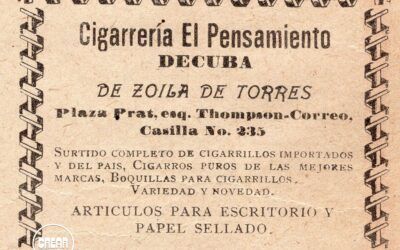 Cigarrería El Pensamiento
DECUBA
DE ZOILA DE TORRES
Plaza Prat, esq. Thompson-Correo,
Casilla No. 235
SURTIDO COMPLETO DE CIGARRILLOS IMPORTADOS
Y DEL PAIS, CIGARROS PUROS DE LAS MEJORES
MARCAS, BOQUILLAS PARA CIGARRILLOS.
VARIEDAD Y NOVEDAD.
ARTICULOS PARA ESCRITORIO Y
PAPEL SELLADO.
CREAR